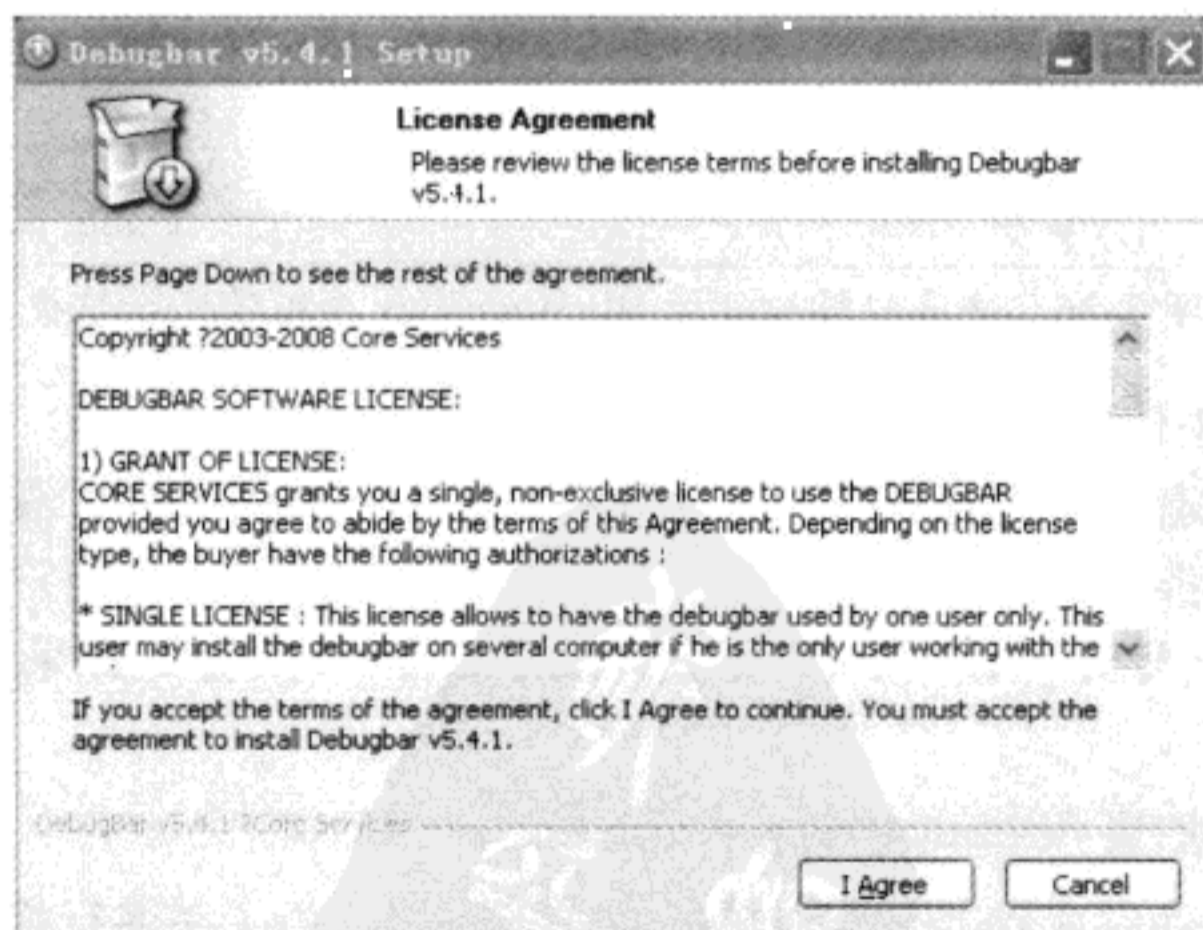 Debugbar v5.4.1 Setup
License Agreement
Please review the license terms before installing Debugbar
v5.4.1.
Press Page Down to see the rest of the agreement.
Copyright ?2003-2008 Core Services
DEBUGBAR SOFTWARE LICENSE:
1) GRANT OF LICENSE:
CORE SERVICES grants you a single, non-exclusive license to use the DEBUGBAR
provided you agree to abide by the terms of this Agreement. Depending on the license
type, the buyer have the following authorizations :
* SINGLE LICENSE : This license allows to have the debugbar used by one user only. This
user may install the debugbar on several computer if he is the only user working with the
If you accept the terms of the agreement, click I Agree to continue. You must accept the
agreement to install Debugbar v5.4.1.
DebugBar v5.4.1 ?Core Services
I Agree
Cancel